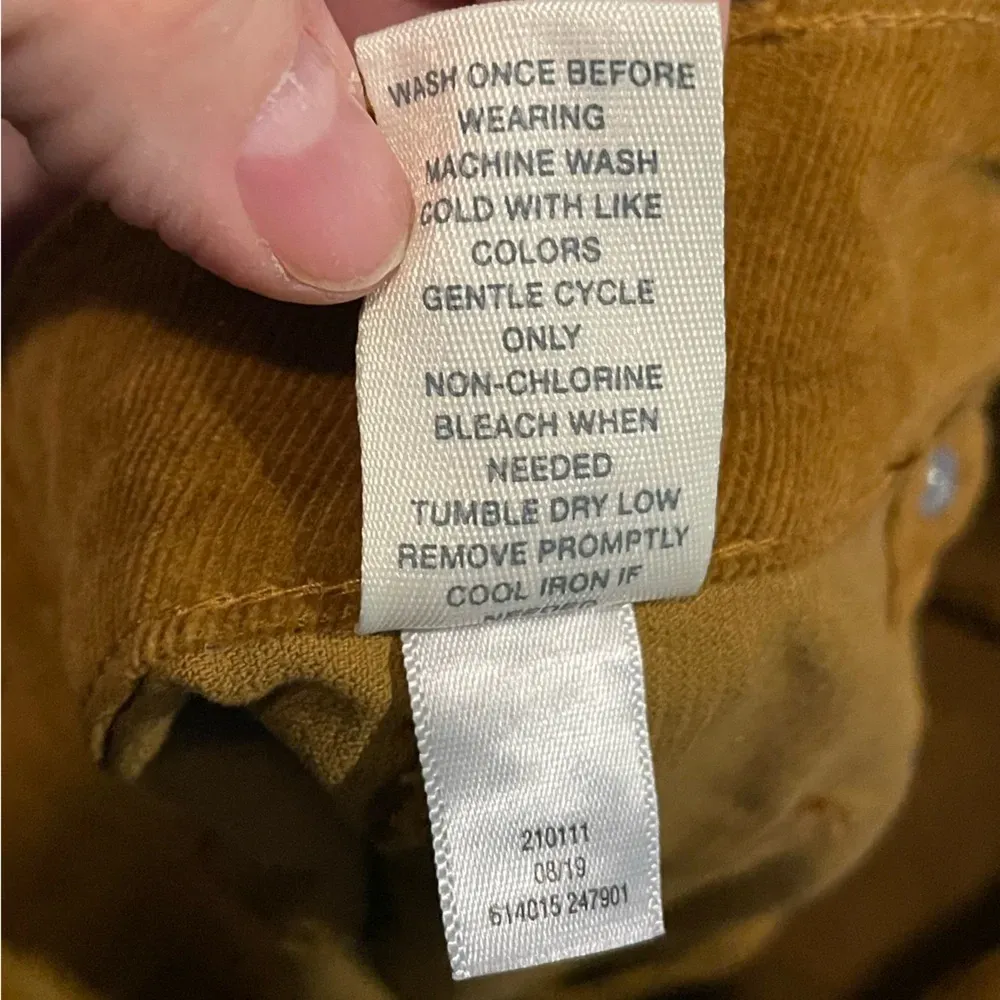 WASH ONCE BEFORE
WEARING
MACHINE WASH
COLD WITH LIKE
COLORS
GENTLE CYCLE
ONLY
NON-CHLORINE
BLEACH WHEN
NEEDED
TUMBLE DRY LOW
REMOVE PROMPTLY
COOL IRON IF
NEEDED
210111
08/19
614015 247901